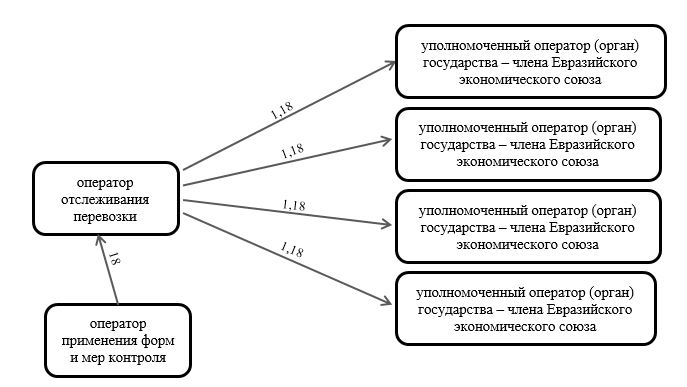 уполномоченный оператор (орган)
государства – члена Евразийского
экономического союза
1,18
уполномоченный оператор (орган)
государства – члена Евразийского
экономического союза
1,18
оператор
отслеживания
перевозки
уполномоченный оператор (орган)
государства – члена Евразийского
экономического союза
1,18
уполномоченный оператор (орган)
государства – члена Евразийского
экономического союза
1,18
18
оператор
применения форм
и мер контроля